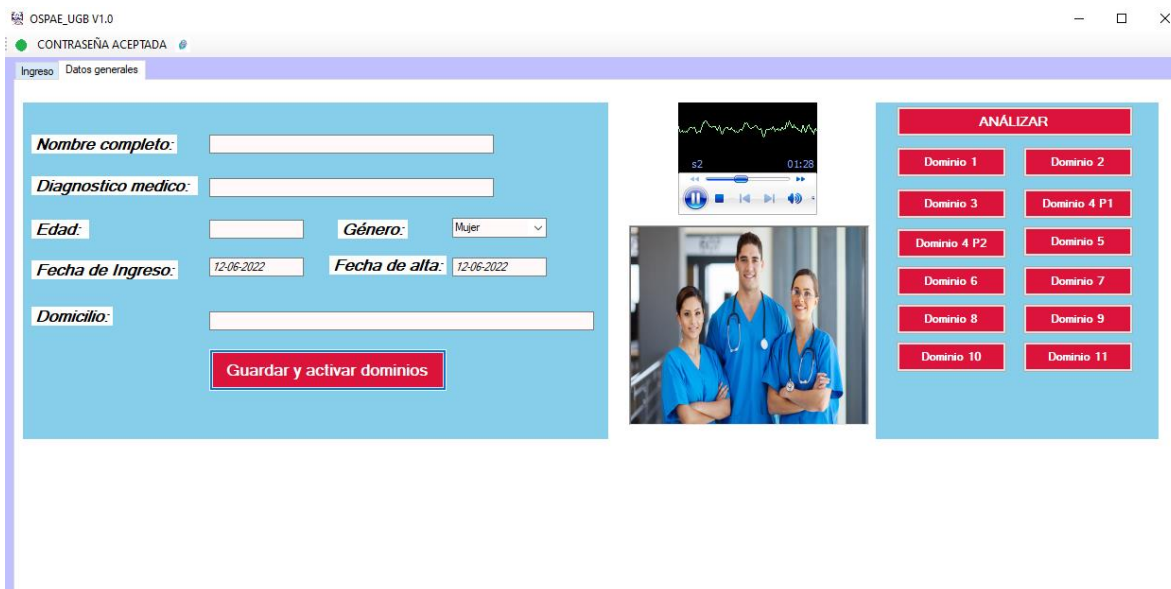 OSPAE_UGB V1.0
CONTRASEÑA ACEPTADA
Ingreso Datos generales
Nombre completo:
Diagnostico medico:
Edad: Género: Mujer
Fecha de Ingreso: 12-06-2022 Fecha de alta: 12-06-2022
Domicilio:
Guardar y activar dominios
s2 01:28
ANÁLIZAR
Dominio 1 Dominio 2
Dominio 3 Dominio 4 P1
Dominio 4 P2 Dominio 5
Dominio 6 Dominio 7
Dominio 8 Dominio 9
Dominio 10 Dominio 11